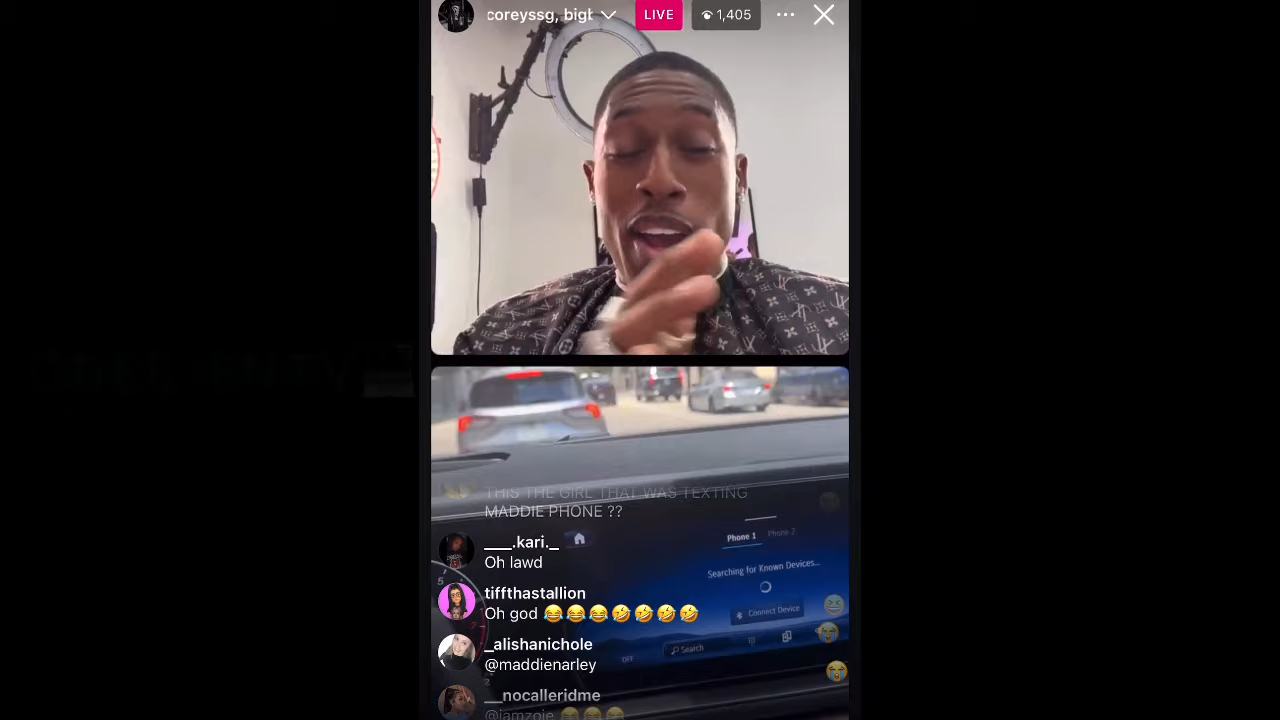 coreyssg, bigl
LIVE
1,405
THIS THE GIRL THAT WAS TEXTING
MADDIE PHONE ??
___.kari._
Oh lawd
tiffthastallion
Oh god 😂😂😂🤣🤣🤣🤣
_alishanichole
@maddienarley
__nocalleridme
@iamzoie 😂😂😂
Phone 1
Phone 2
Searching for Known Devices...
Connect Device
Search
OFF